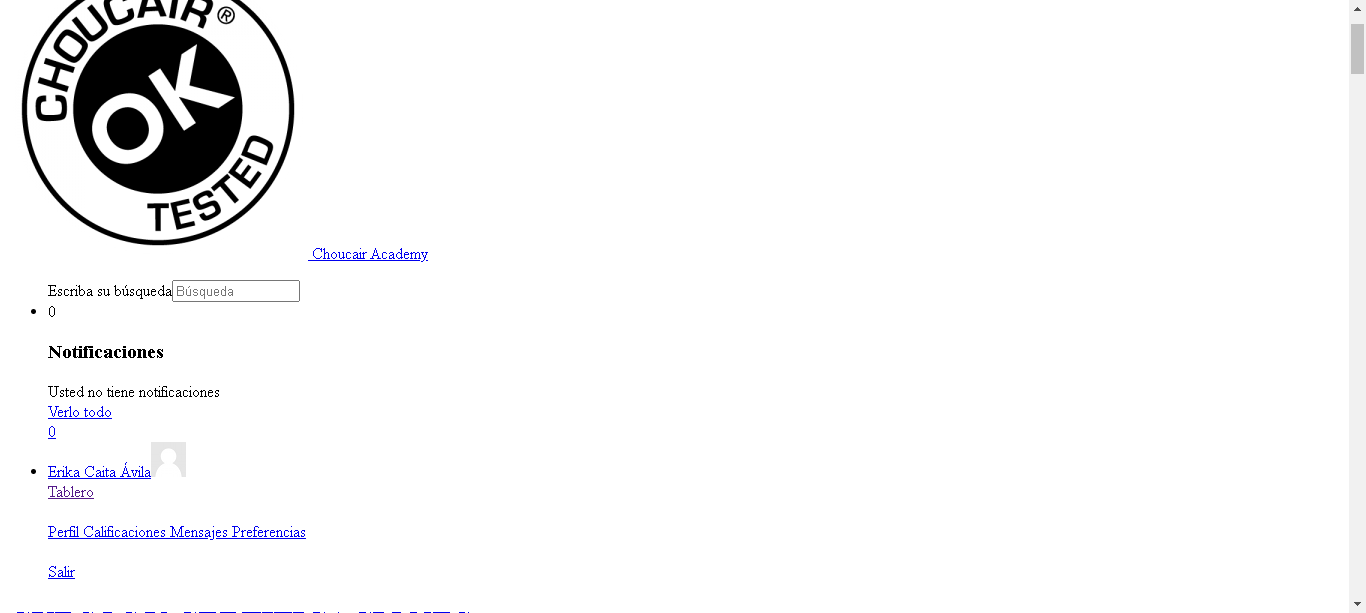 CHOUCAIR®
OK
TESTED
Choucair Academy
Escriba su búsqueda Búsqueda
0
Notificaciones
Usted no tiene notificaciones
Verlo todo
0
Erika Caita Ávila
Tablero
Perfil Calificaciones Mensajes Preferencias
Salir